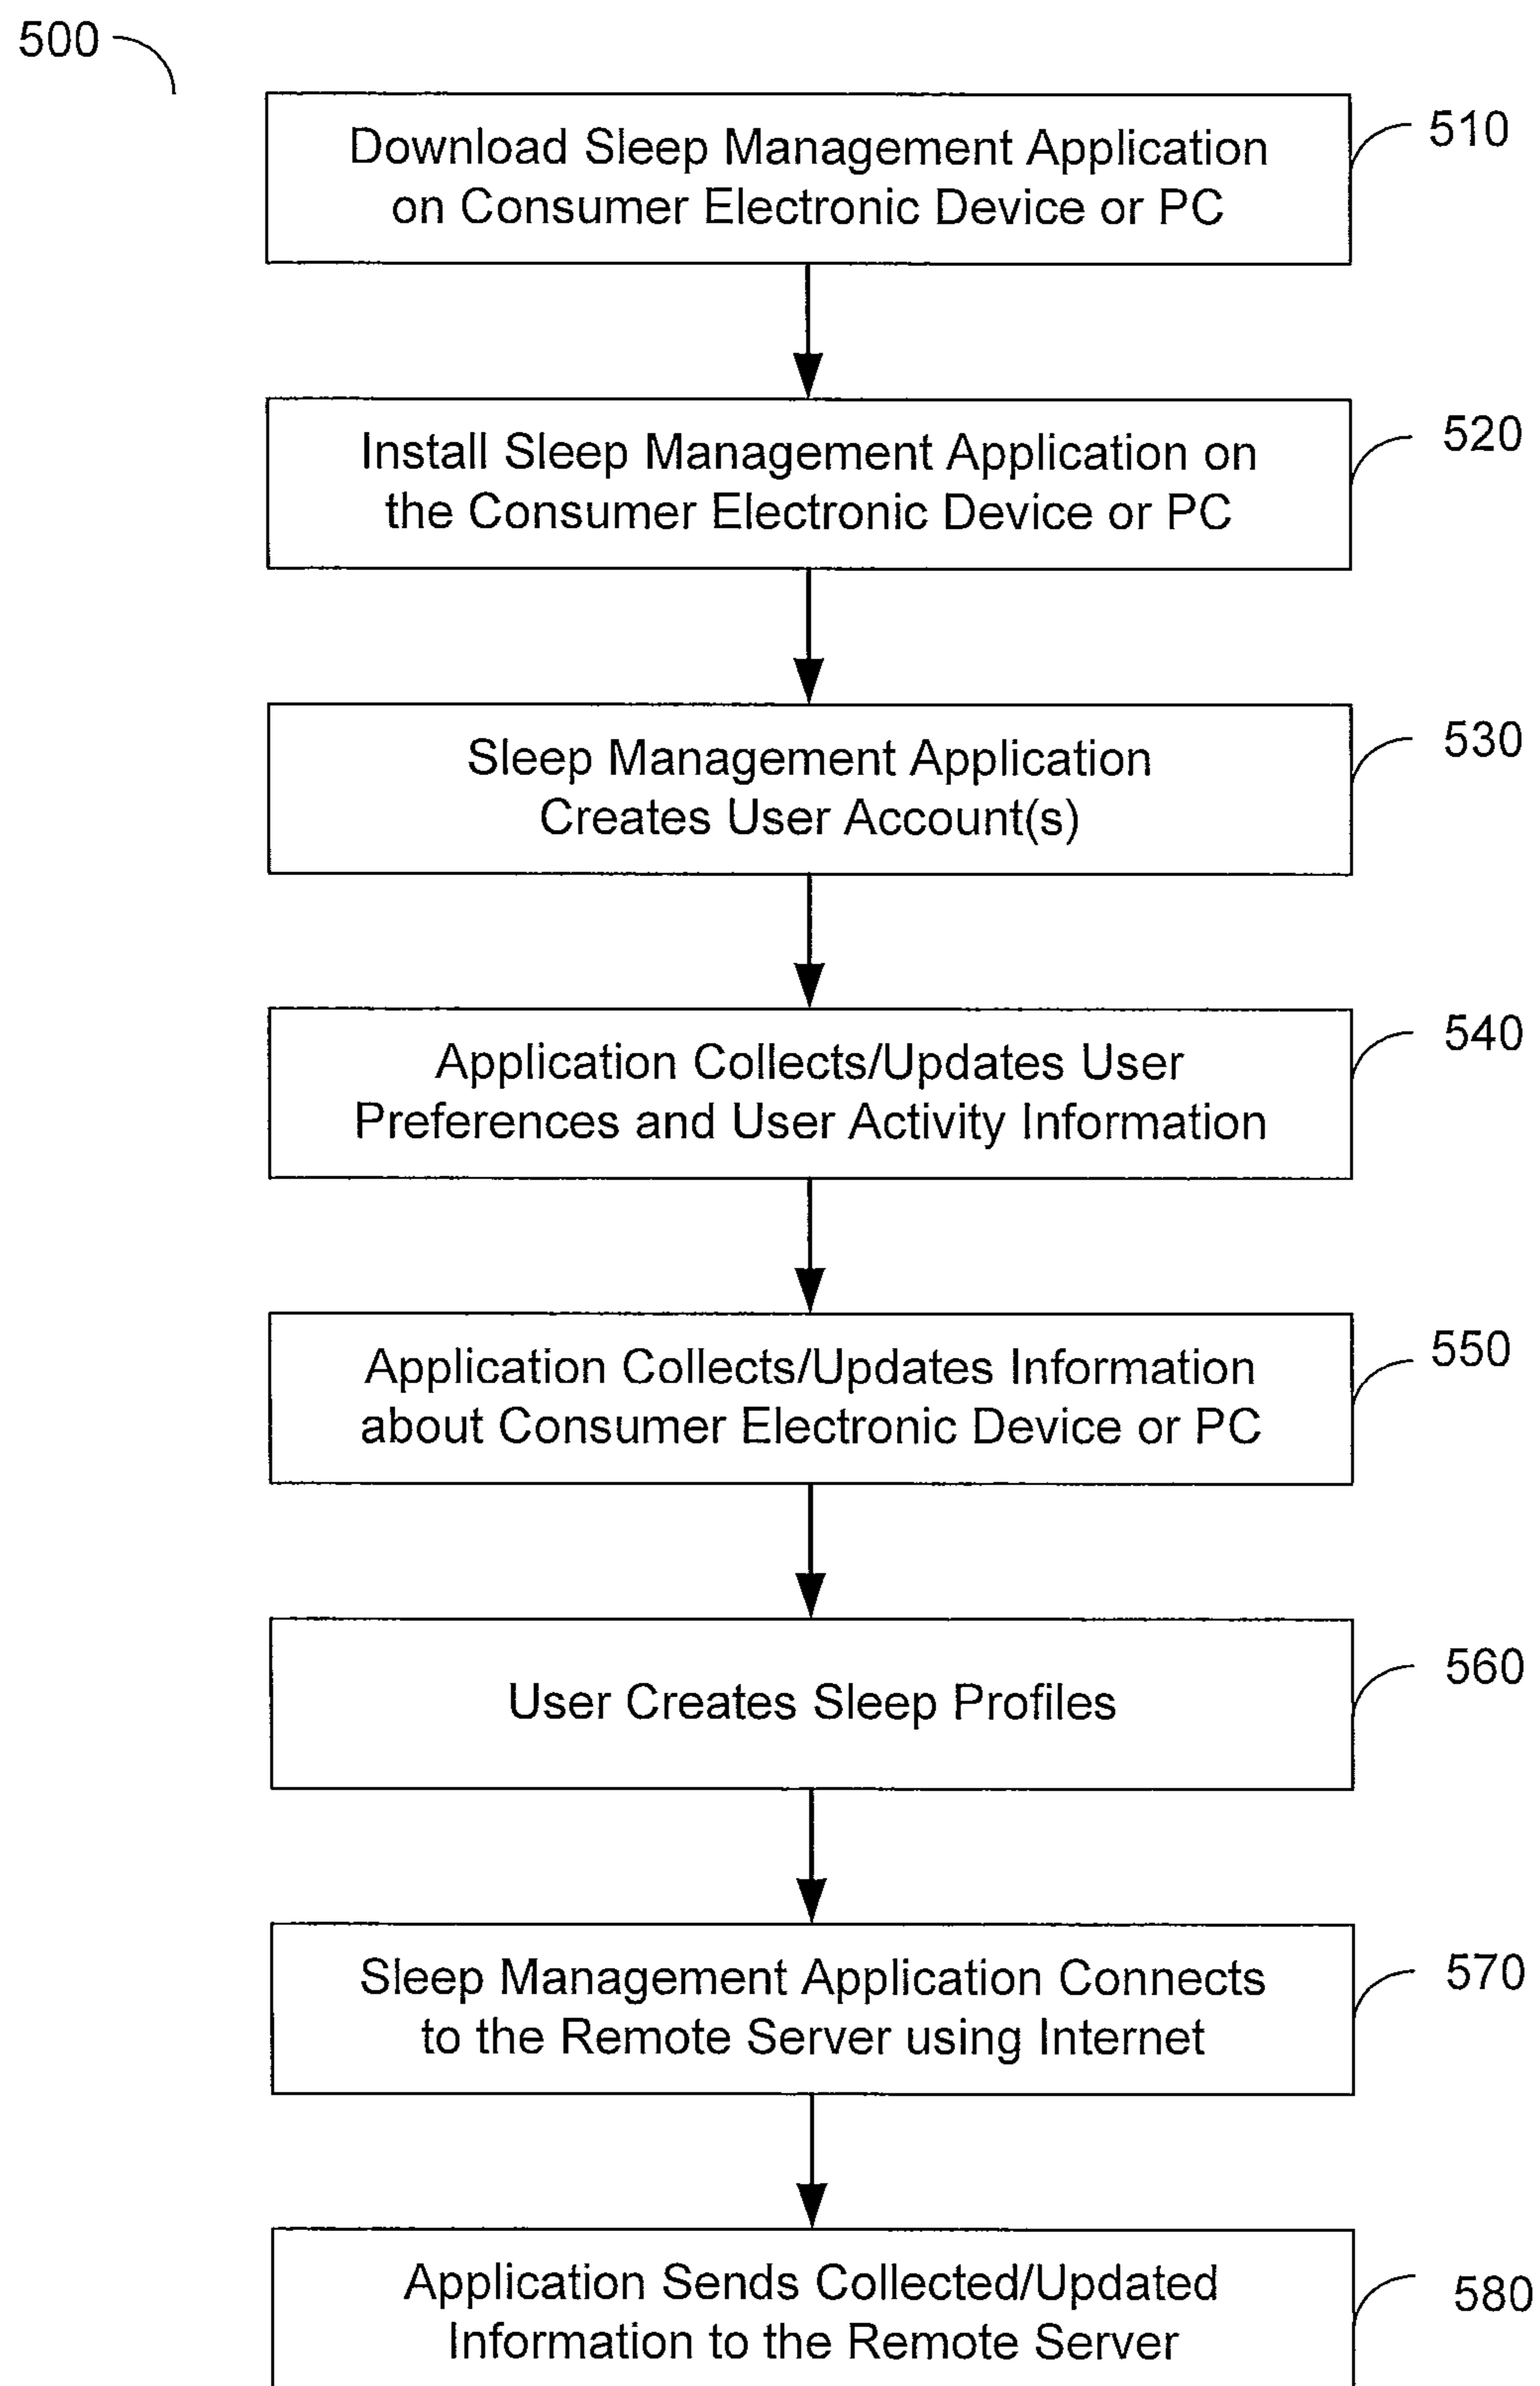 500
Download Sleep Management Application
on Consumer Electronic Device or PC
510
Install Sleep Management Application on
the Consumer Electronic Device or PC
520
Sleep Management Application
Creates User Account(s)
530
Application Collects/Updates User
Preferences and User Activity Information
540
Application Collects/Updates Information
about Consumer Electronic Device or PC
550
User Creates Sleep Profiles
560
Sleep Management Application Connects
to the Remote Server using Internet
570
Application Sends Collected/Updated
Information to the Remote Server
580